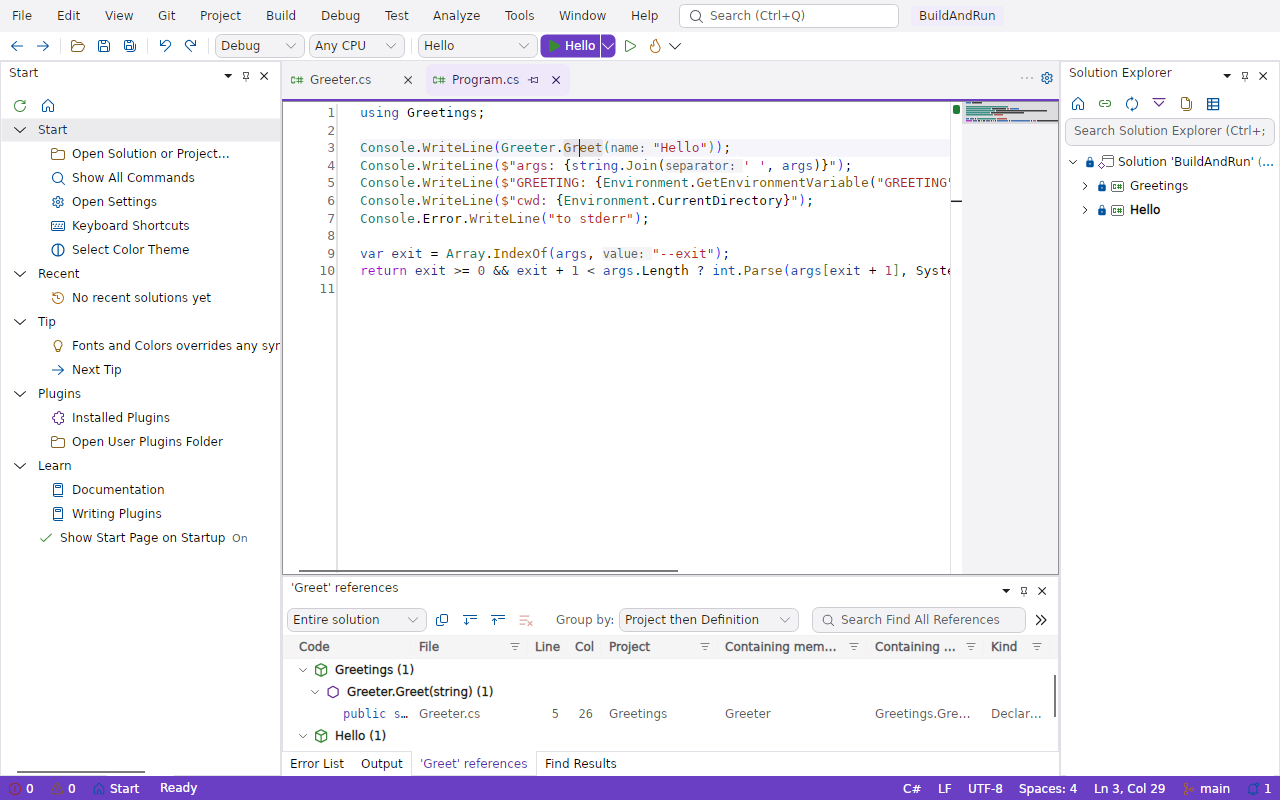 File Edit View Git Project Build Debug Test Analyze Tools Window Help Search (Ctrl+Q) BuildAndRun
Debug Any CPU Hello Hello
Start
Start
Open Solution or Project...
Show All Commands
Open Settings
Keyboard Shortcuts
Select Color Theme
Recent
No recent solutions yet
Tip
Fonts and Colors overrides any syr
Next Tip
Plugins
Installed Plugins
Open User Plugins Folder
Learn
Documentation
Writing Plugins
Show Start Page on Startup On
C# Greeter.cs C# Program.cs
1 using Greetings;
2
3 Console.WriteLine(Greeter.Greet(name: "Hello"));
4 Console.WriteLine($"args: {string.Join(separator: ' ', args)}");
5 Console.WriteLine($"GREETING: {Environment.GetEnvironmentVariable("GREETING"
6 Console.WriteLine($"cwd: {Environment.CurrentDirectory}");
7 Console.Error.WriteLine("to stderr");
8
9 var exit = Array.IndexOf(args, value: "--exit");
10 return exit >= 0 && exit + 1 < args.Length ? int.Parse(args[exit + 1], Syste
11
'Greet' references
Entire solution Group by: Project then Definition Search Find All References
Code File Line Col Project Containing mem... Containing ... Kind
Greetings (1)
Greeter.Greet(string) (1)
public s... Greeter.cs 5 26 Greetings Greeter Greetings.Gre... Declar...
Hello (1)
Error List Output 'Greet' references Find Results
Solution Explorer
Search Solution Explorer (Ctrl+;
Solution 'BuildAndRun' (...
C# Greetings
C# Hello
0 0 Start Ready C# LF UTF-8 Spaces: 4 Ln 3, Col 29 main 1